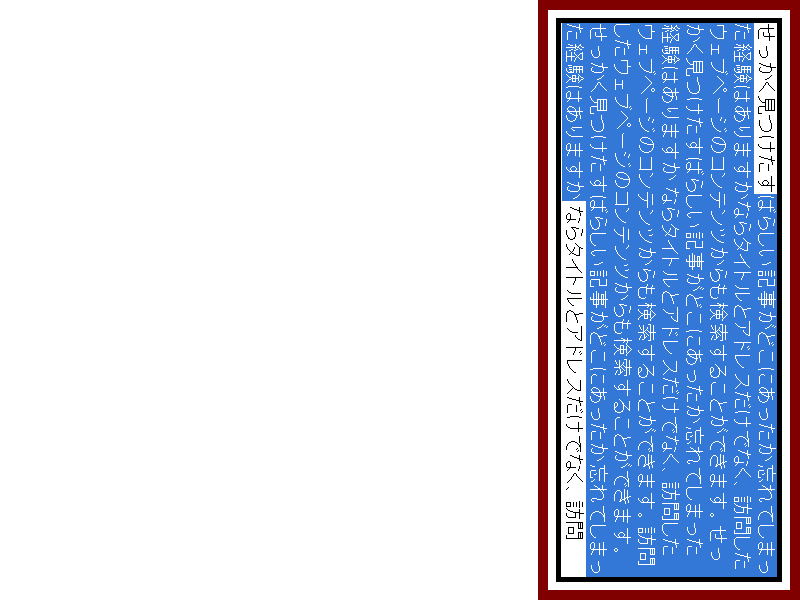 せっかく見つけたすばらしい記事がどこにあったか忘れてしまっ
た経験はありますかならタイトルとアドレスだけでなく、訪問した
ウェブページのコンテンツからも検索することができます。せっ
かく見つけたすばらしい記事がどこにあったか忘れてしまった
経験はありますかならタイトルとアドレスだけでなく、訪問した
ウェブページのコンテンツからも検索することができます。訪問
したウェブページのコンテンツからも検索することができます。
せっかく見つけたすばらしい記事がどこにあったか忘れてしまっ
た経験はありますかならタイトルとアドレスだけでなく、訪問